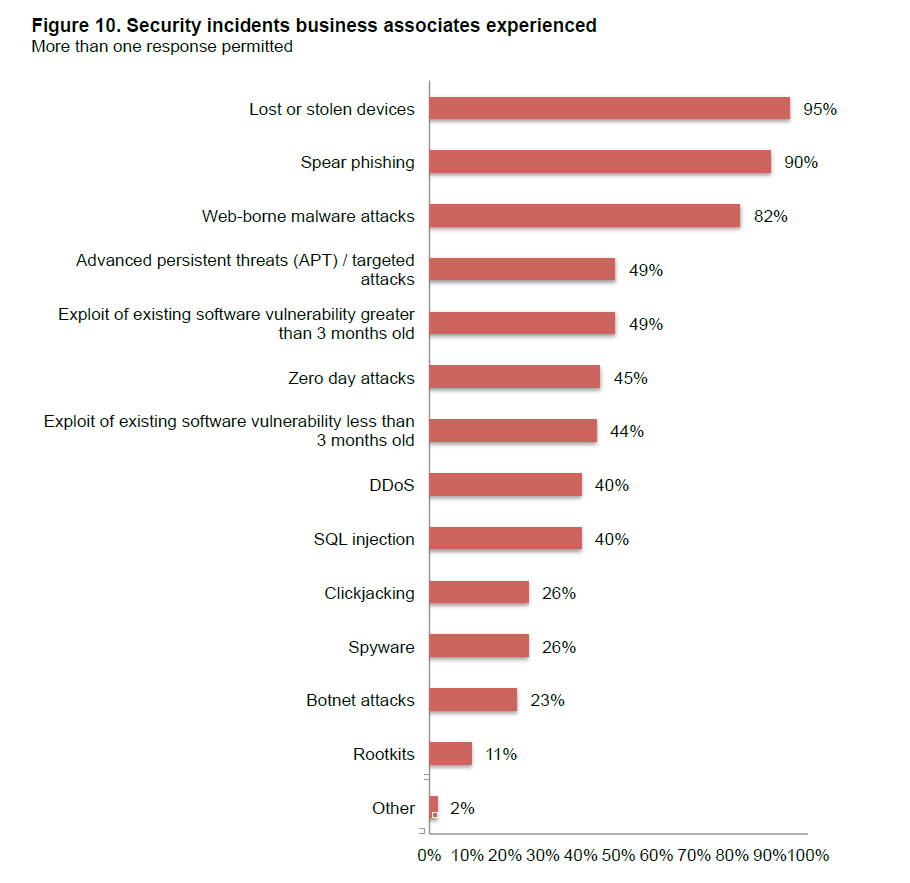 Figure 10. Security incidents business associates experienced
More than one response permitted
Lost or stolen devices 95%
Spear phishing 90%
Web-borne malware attacks 82%
Advanced persistent threats (APT) / targeted
attacks 49%
Exploit of existing software vulnerability greater
than 3 months old 49%
Zero day attacks 45%
Exploit of existing software vulnerability less than
3 months old 44%
DDoS 40%
SQL injection 40%
Clickjacking 26%
Spyware 26%
Botnet attacks 23%
Rootkits 11%
Other 2%
0% 10% 20% 30% 40% 50% 60% 70% 80% 90%100%